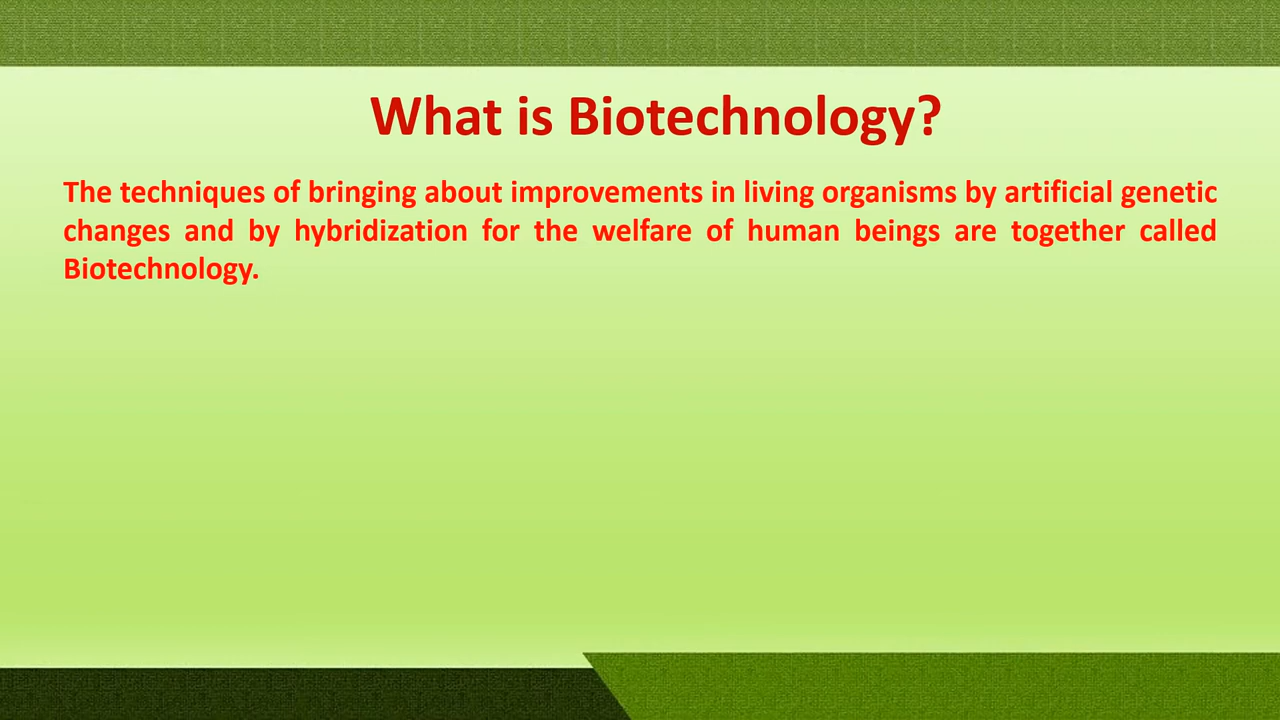 What is Biotechnology?
The techniques of bringing about improvements in living organisms by artificial genetic
changes and by hybridization for the welfare of human beings are together called
Biotechnology.